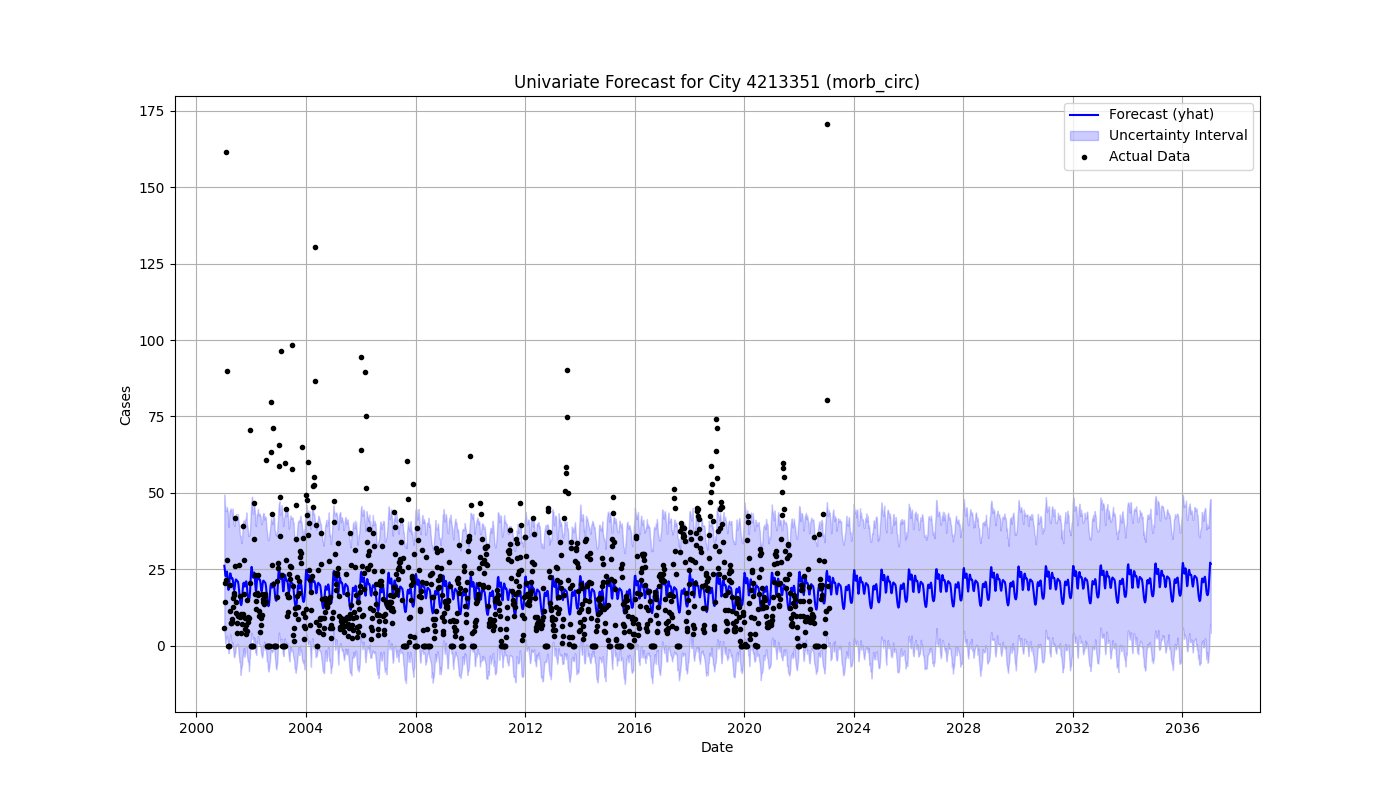 Univariate Forecast for City 4213351 (morb_circ)
Forecast (yhat)
Uncertainty Interval
Actual Data
Cases
175
150
125
100
75
50
25
0
2000 2004 2008 2012 2016 2020 2024 2028 2032 2036
Date